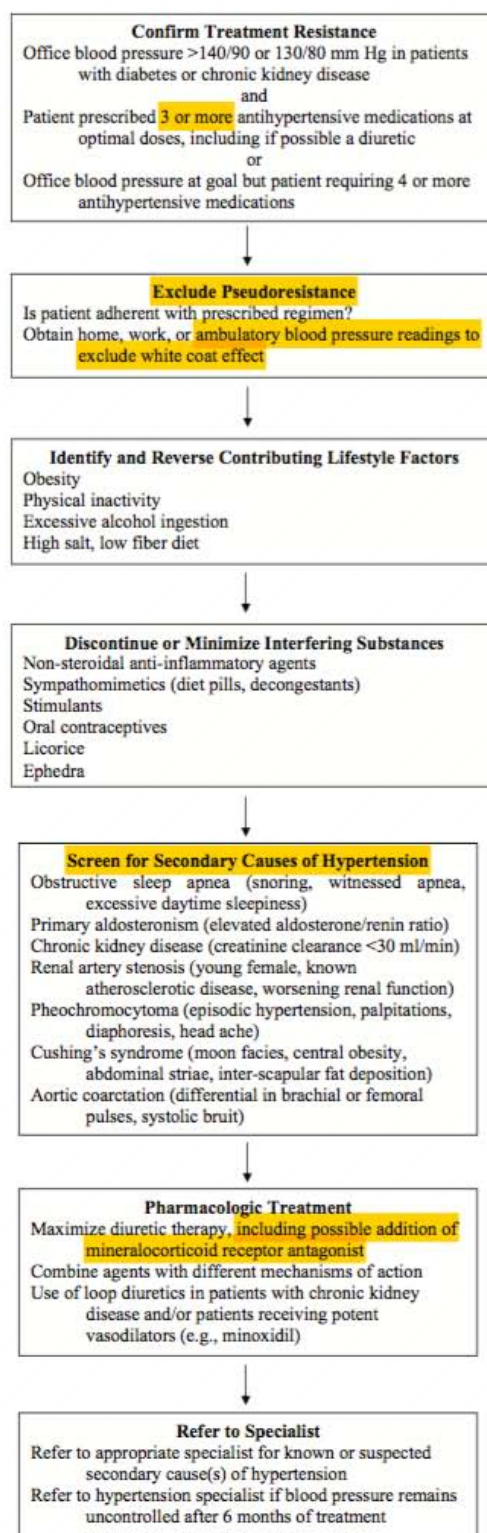 Confirm Treatment Resistance
Office blood pressure >140/90 or 130/80 mm Hg in patients
with diabetes or chronic kidney disease
and
Patient prescribed 3 or more antihypertensive medications at
optimal doses, including if possible a diuretic
or
Office blood pressure at goal but patient requiring 4 or more
antihypertensive medications
Exclude Pseudoresistance
Is patient adherent with prescribed regimen?
Obtain home, work, or ambulatory blood pressure readings to
exclude white coat effect
Identify and Reverse Contributing Lifestyle Factors
Obesity
Physical inactivity
Excessive alcohol ingestion
High salt, low fiber diet
Discontinue or Minimize Interfering Substances
Non-steroidal anti-inflammatory agents
Sympathomimetics (diet pills, decongestants)
Stimulants
Oral contraceptives
Licorice
Ephedra
Screen for Secondary Causes of Hypertension
Obstructive sleep apnea (snoring, witnessed apnea,
excessive daytime sleepiness)
Primary aldosteronism (elevated aldosterone/renin ratio)
Chronic kidney disease (creatinine clearance <30 ml/min)
Renal artery stenosis (young female, known
atherosclerotic disease, worsening renal function)
Pheochromocytoma (episodic hypertension, palpitations,
diaphoresis, head ache)
Cushing's syndrome (moon facies, central obesity,
abdominal striae, inter-scapular fat deposition)
Aortic coarctation (differential in brachial or femoral
pulses, systolic bruit)
Pharmacologic Treatment
Maximize diuretic therapy, including possible addition of
mineralocorticoid receptor antagonist
Combine agents with different mechanisms of action
Use of loop diuretics in patients with chronic kidney
disease and/or patients receiving potent
vasodilators (e.g., minoxidil)
Refer to Specialist
Refer to appropriate specialist for known or suspected
secondary cause(s) of hypertension
Refer to hypertension specialist if blood pressure remains
uncontrolled after 6 months of treatment